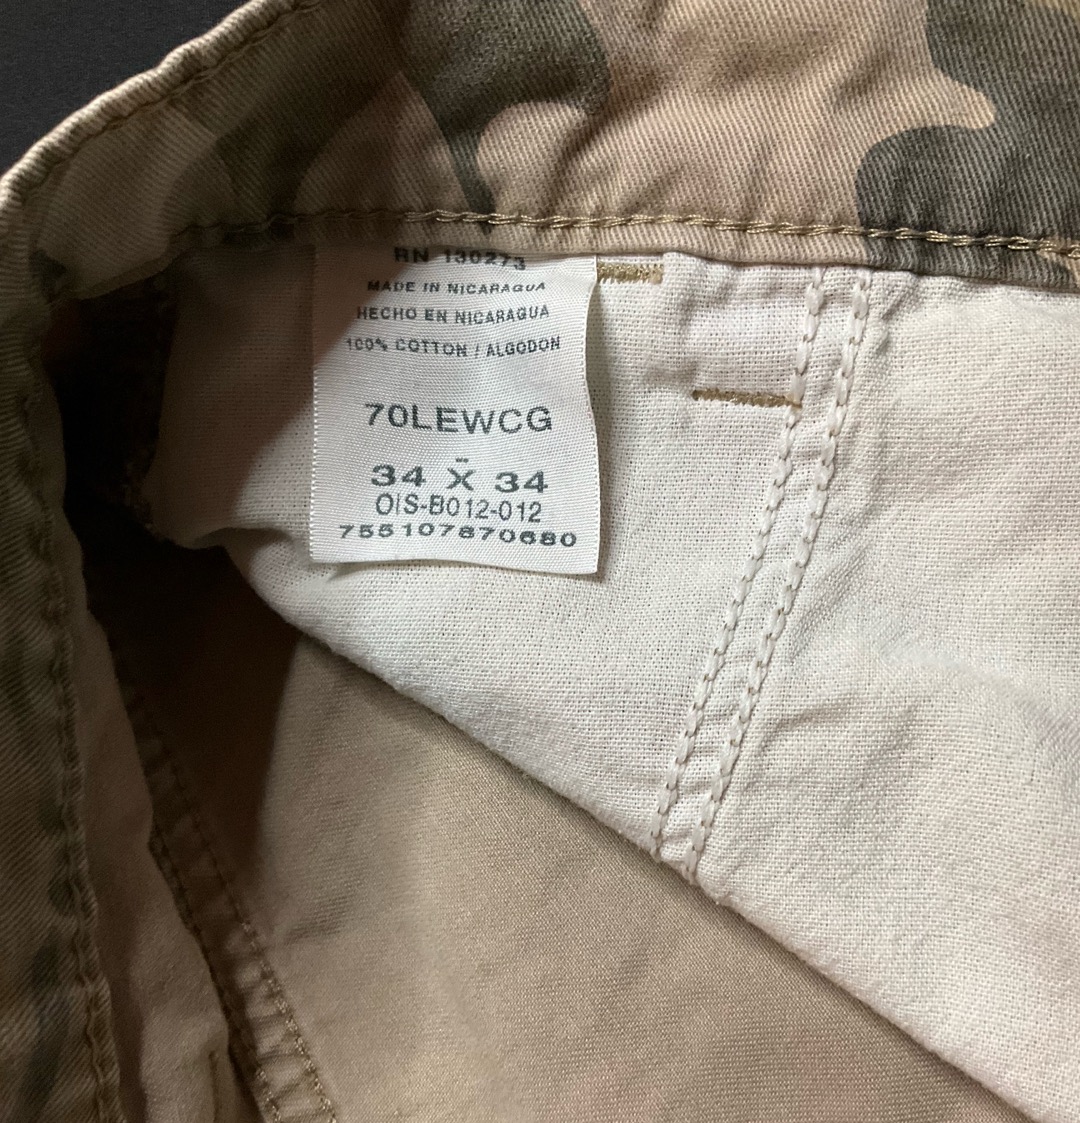 RN 130273
MADE IN NICARAGUA
HECHO EN NICARAGUA
100% COTTON / ALGODON
70LEWCG
34 X 34
OIS-B012-012
755107870680